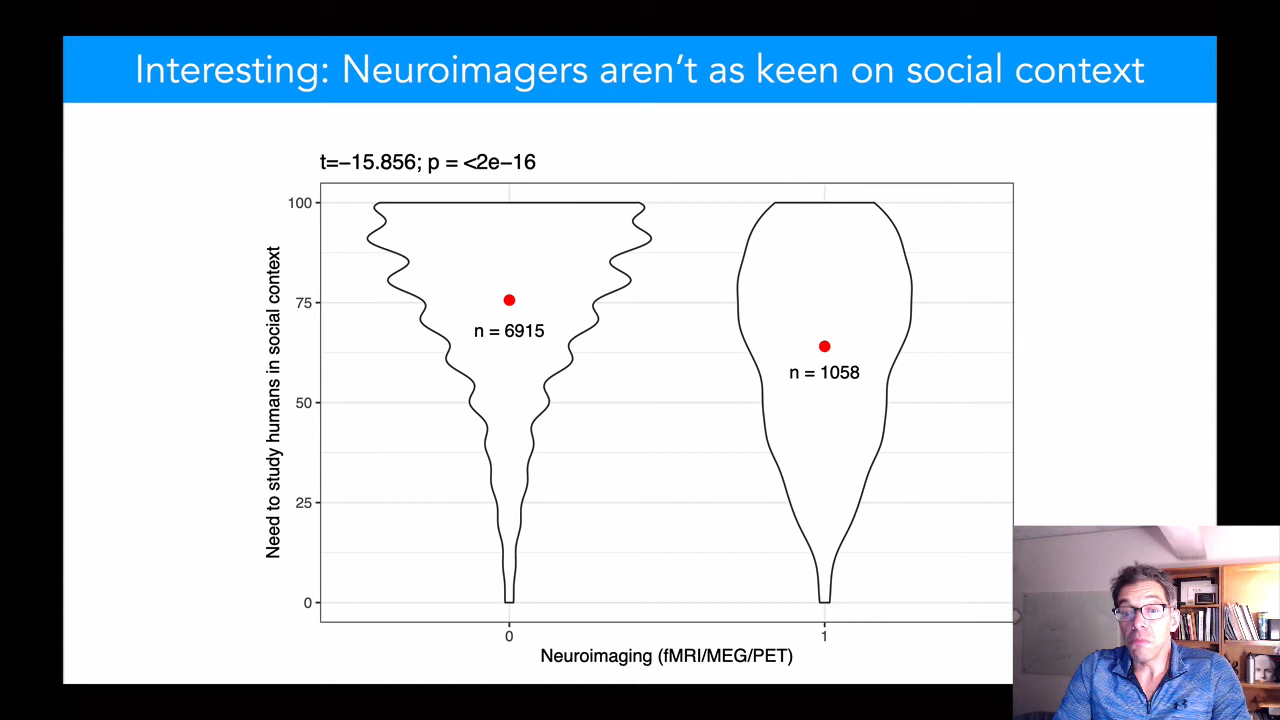 Interesting: Neuroimagers aren't as keen on social context
t=−15.856; p = <2e−16
Need to study humans in social context
100
75
50
25
0
n = 6915
n = 1058
0
1
Neuroimaging (fMRI/MEG/PET)